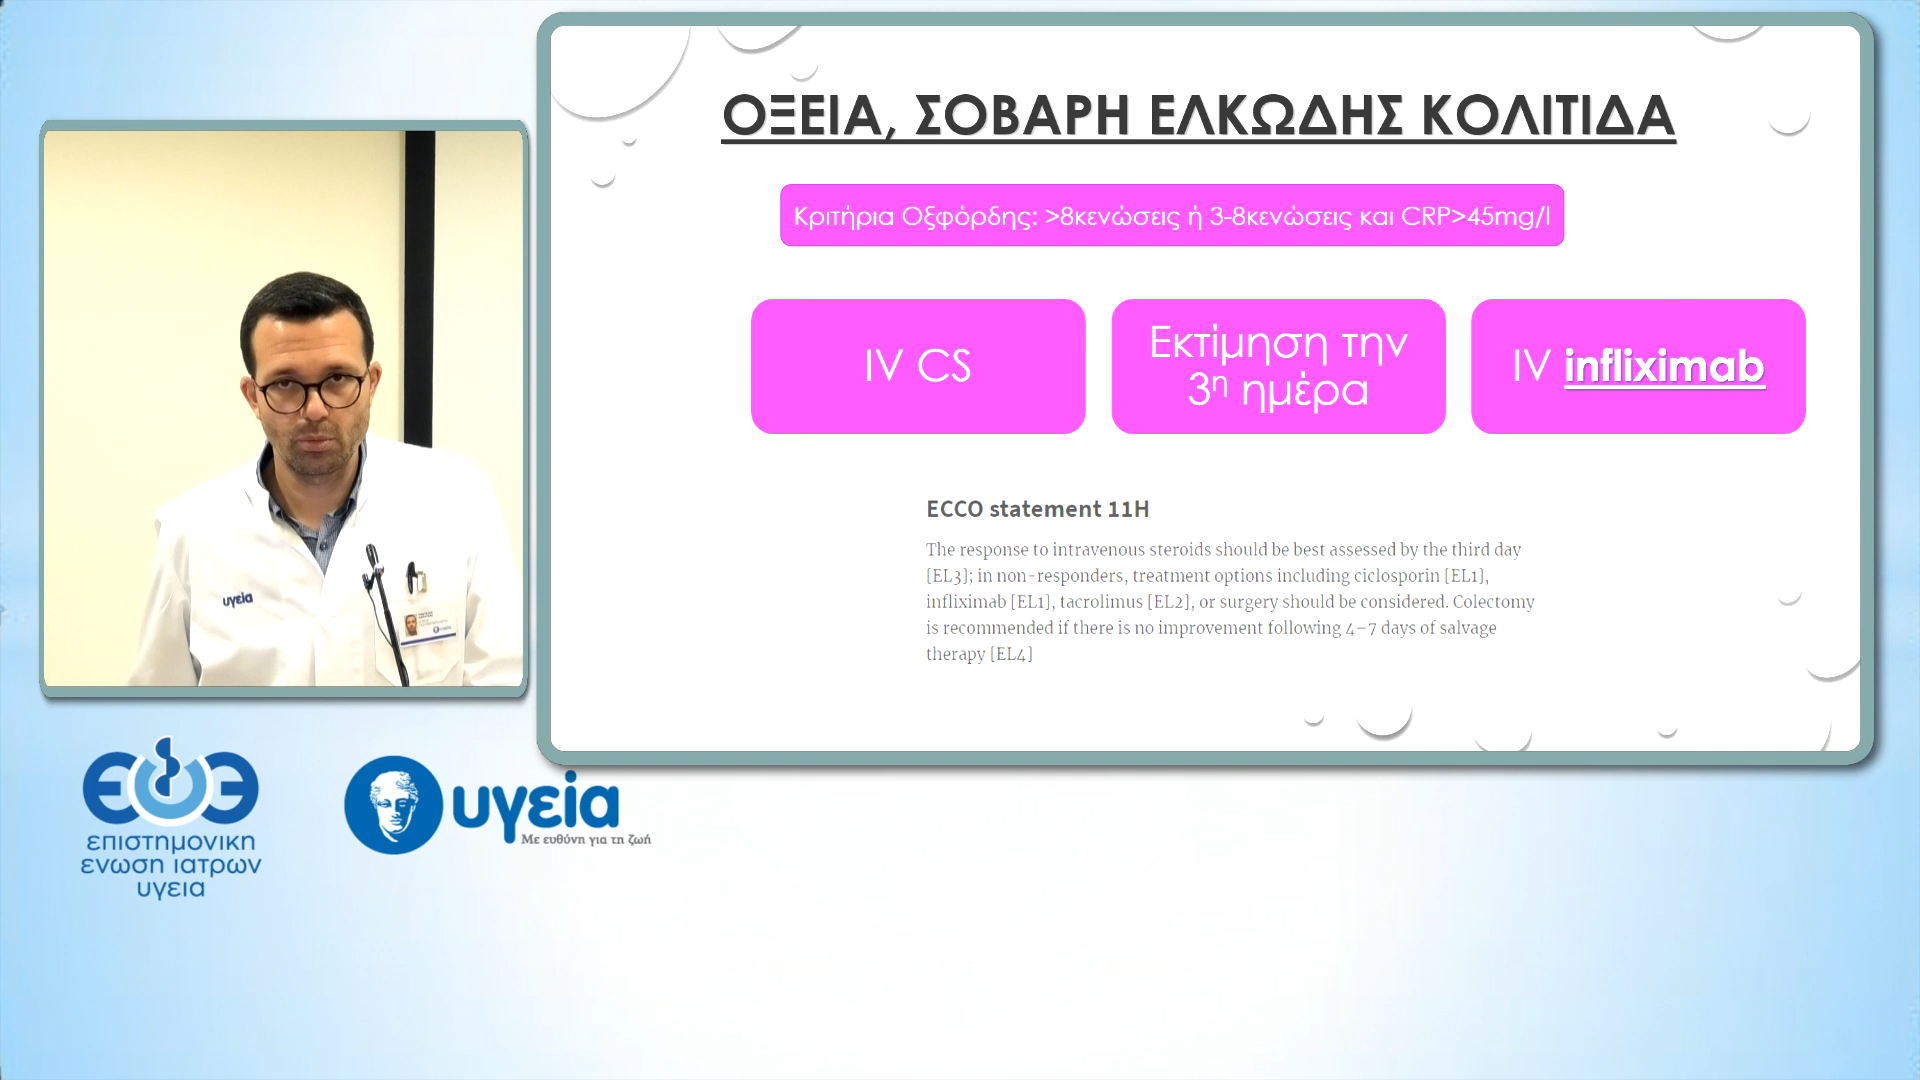 ΟΞΕΙΑ, ΣΟΒΑΡΗ ΕΛΚΩΔΗΣ ΚΟΛΙΤΙΔΑ
Κριτήρια Οξφόρδης: >8κενώσεις ή 3-8κενώσεις και CRP>45mg/l
IV CS
Εκτίμηση την
3η ημέρα
IV infliximab
ECCO statement 11H
The response to intravenous steroids should be best assessed by the third day
[EL3]; in non-responders, treatment options including ciclosporin [EL1],
infliximab [EL1], tacrolimus [EL2], or surgery should be considered. Colectomy
is recommended if there is no improvement following 4–7 days of salvage
therapy [EL4]
υγεία
επιστημονικη
ενωση ιατρων
υγεια
υγεία
Με ευθύνη για τη ζωή